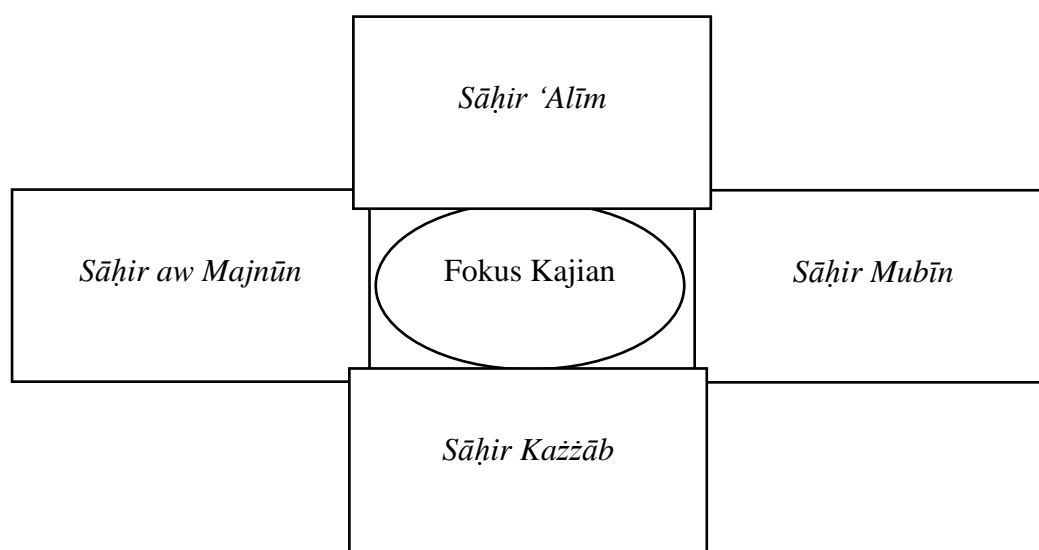 Sāḥir ‘Alīm
Sāḥir aw Majnūn
Fokus Kajian
Sāḥir Mubīn
Sāḥir Każżāb